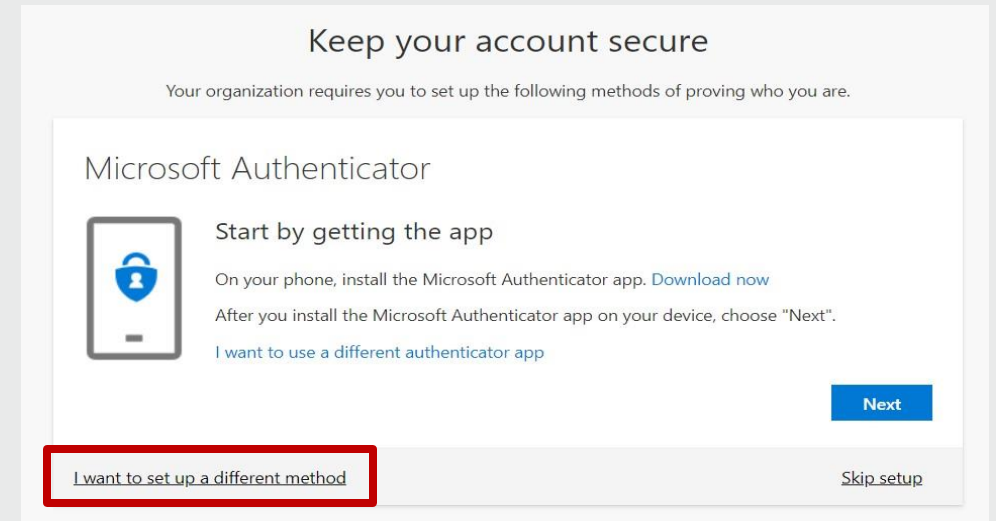 Keep your account secure
Your organization requires you to set up the following methods of proving who you are.
Microsoft Authenticator
Start by getting the app
On your phone, install the Microsoft Authenticator app. Download now
After you install the Microsoft Authenticator app on your device, choose "Next".
I want to use a different authenticator app
Next
I want to set up a different method
Skip setup